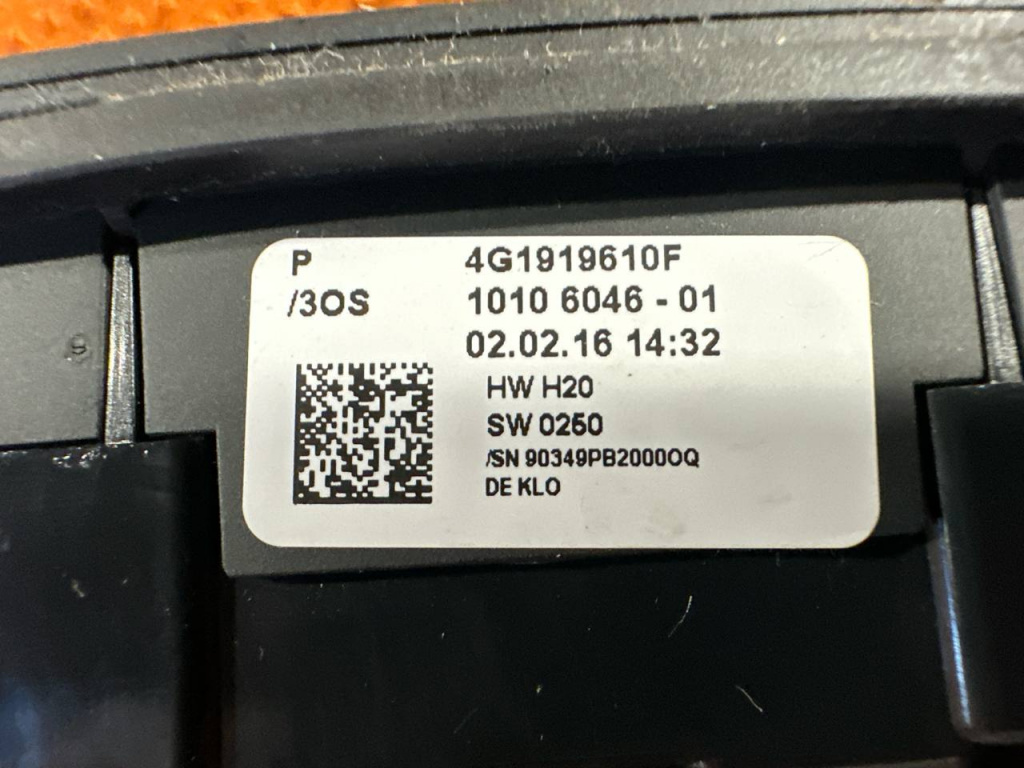 P 4G1919610F
/3OS 1010 6046 - 01
02.02.16 14:32
HW H20
SW 0250
/SN 90349PB2000OQ
DE KLO